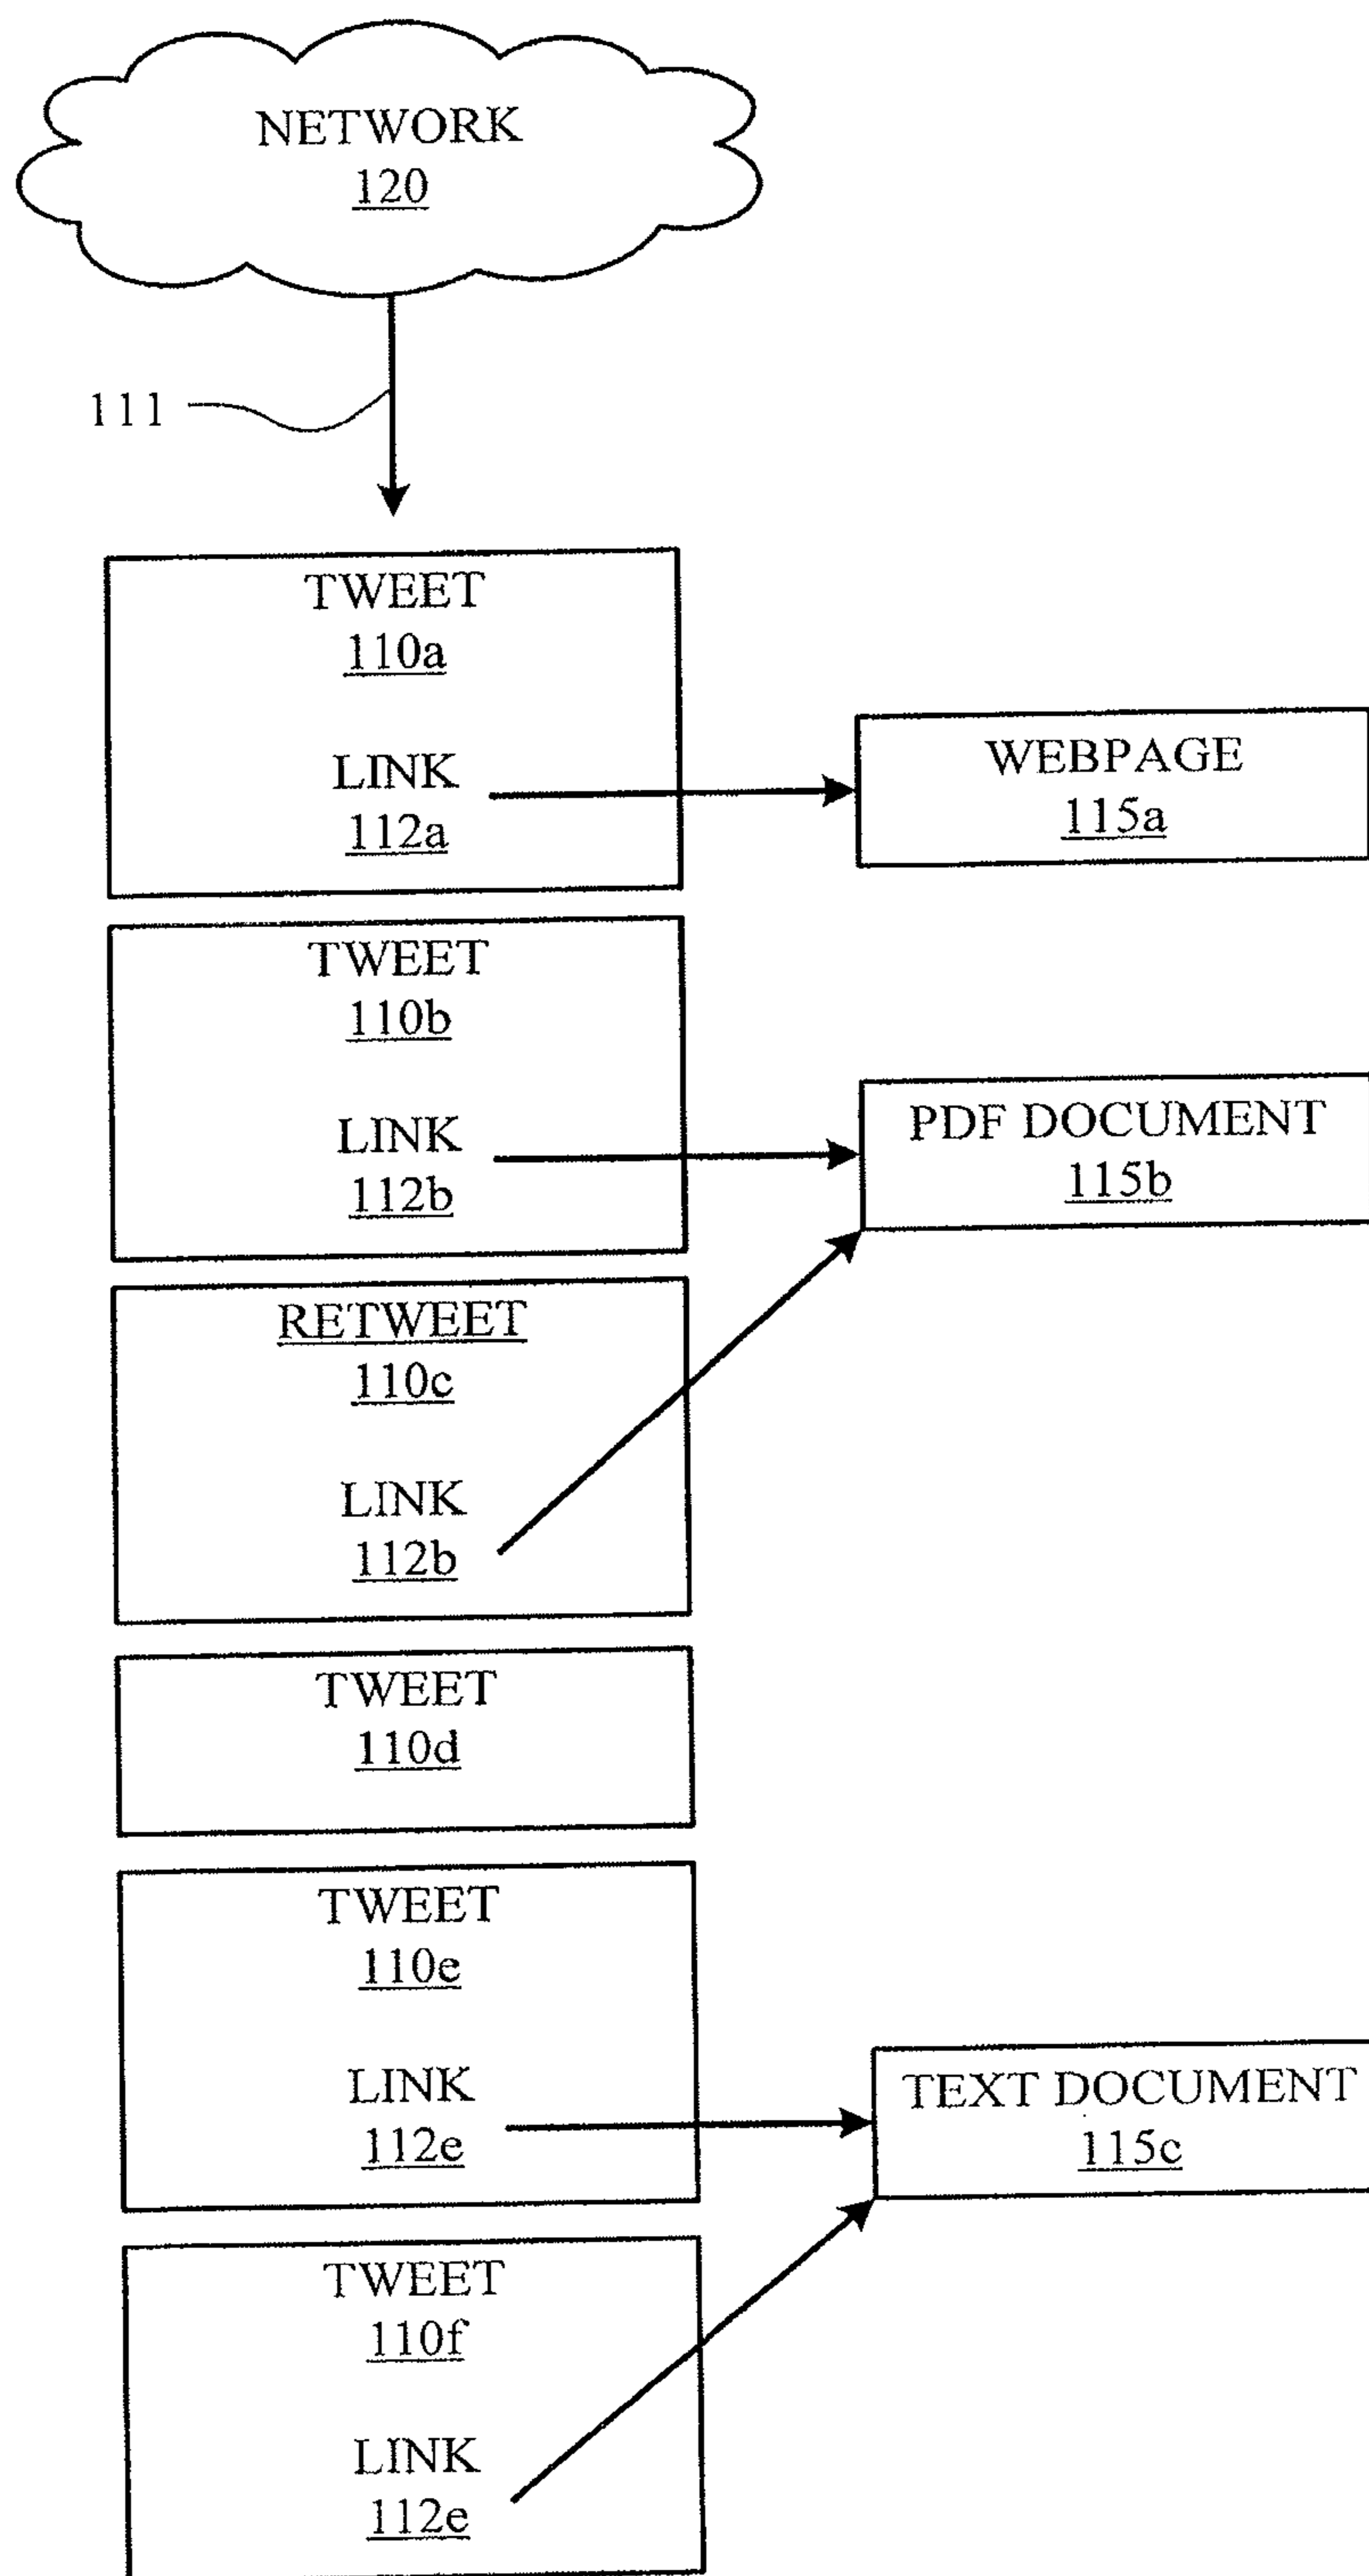 NETWORK
120
111
TWEET
110a
LINK
112a
WEBPAGE
115a
TWEET
110b
LINK
112b
PDF DOCUMENT
115b
RETWEET
110c
LINK
112b
TWEET
110d
TWEET
110e
LINK
112e
TEXT DOCUMENT
115c
TWEET
110f
LINK
112e